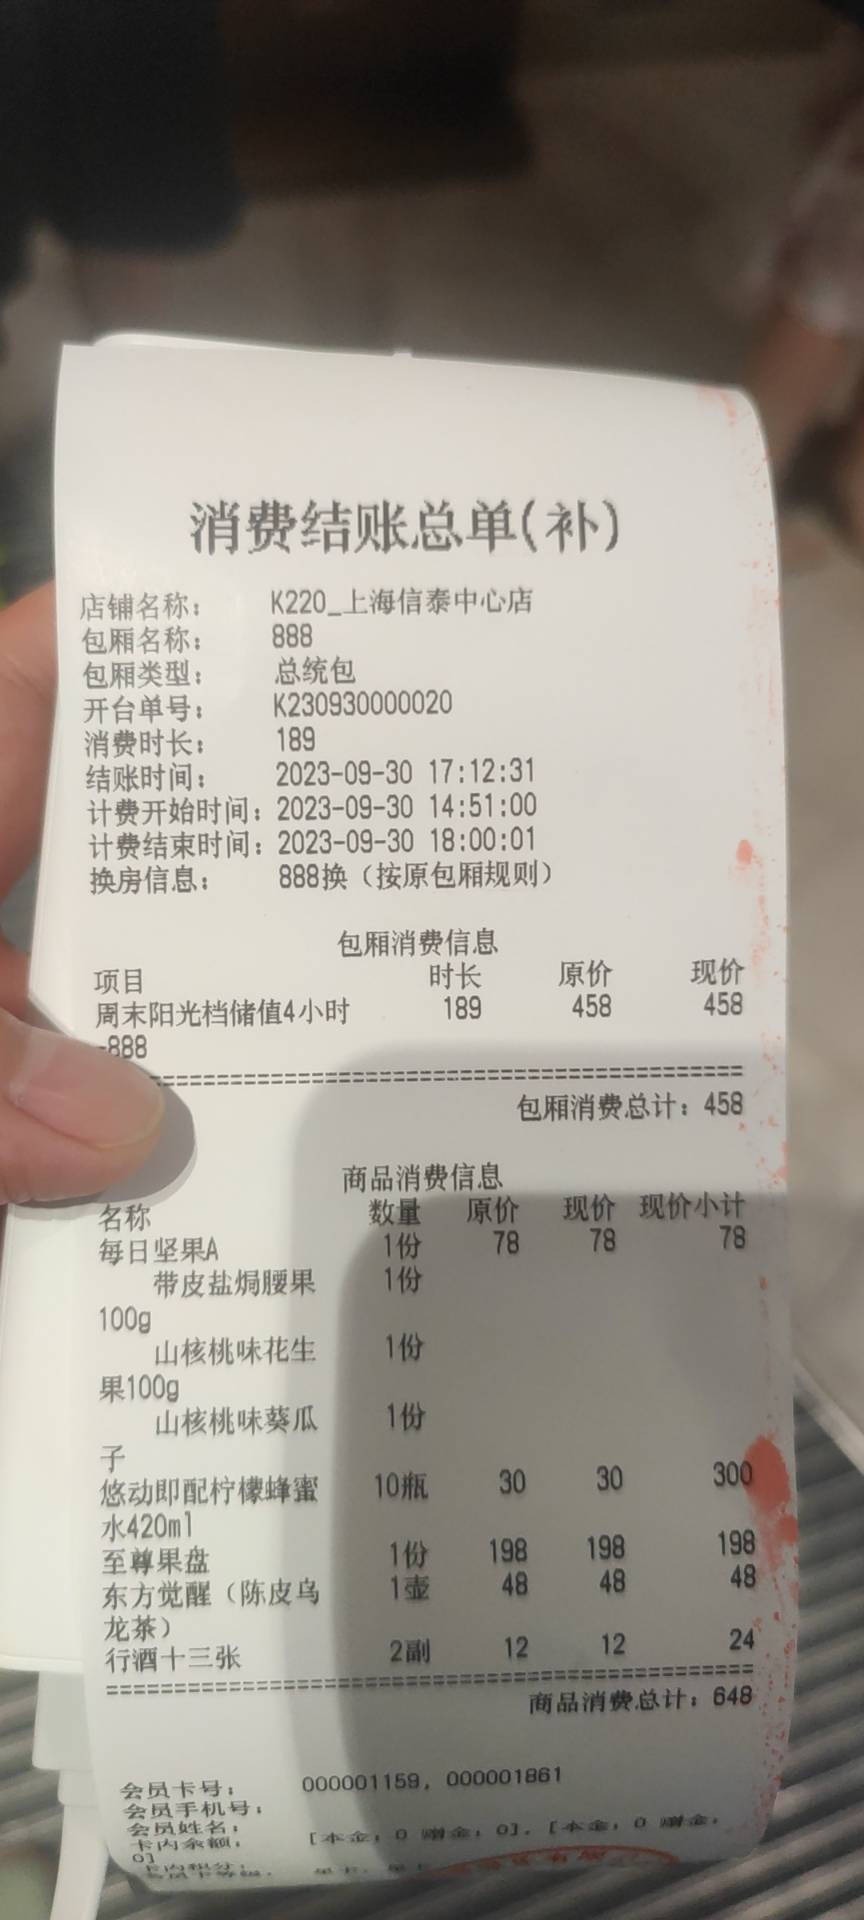 消费结账总单(补)
店铺名称： K220_上海信泰中心店
包厢名称： 888
包厢类型： 总统包
开台单号： K230930000020
消费时长： 189
结账时间： 2023-09-30 17:12:31
计费开始时间：2023-09-30 14:51:00
计费结束时间：2023-09-30 18:00:01
换房信息： 888换（按原包厢规则）
包厢消费信息
项目 时长 原价 现价
周末阳光档储值4小时 189 458 458
-888
==================================================
包厢消费总计：458
商品消费信息
名称 数量 原价 现价 现价小计
每日坚果A 1份 78 78 78
带皮盐焗腰果 1份
100g
山核桃味花生 1份
果100g
山核桃味葵瓜 1份
子
悠动即配柠檬蜂蜜 10瓶 30 30 300
水420ml
至尊果盘 1份 198 198 198
东方觉醒（陈皮乌 1壶 48 48 48
龙茶）
行酒十三张 2副 12 12 24
==================================================
商品消费总计：648
会员卡号： 000001159, 000001861
会员手机号：
会员姓名：
卡内余额： [本金：0 赠金：0]，[本金：0 赠金：
0]
卡内积分：